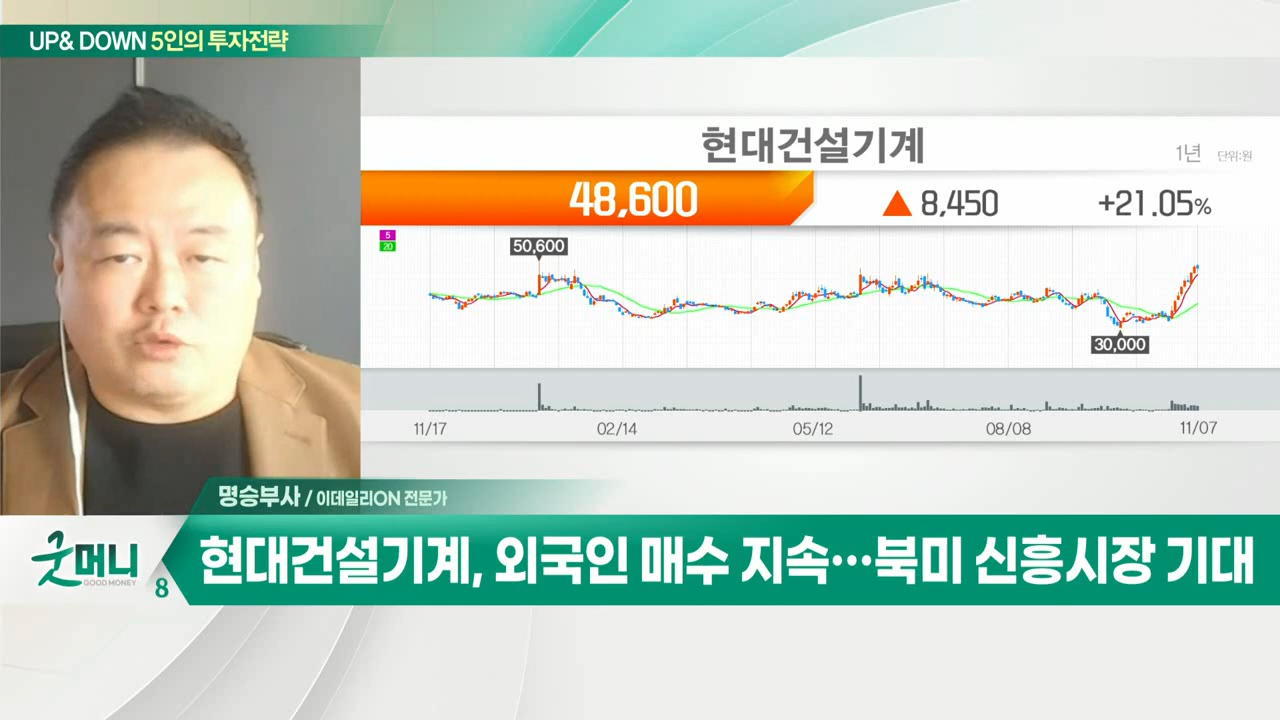 UP& DOWN 5인의 투자전략
현대건설기계
1년 단위:원
48,600 ▲ 8,450 +21.05%
5
20
50,600
30,000
11/17 02/14 05/12 08/08 11/07
명승부사 / 이데일리ON 전문가
굿머니
GOOD MONEY
8
현대건설기계, 외국인 매수 지속…북미 신흥시장 기대